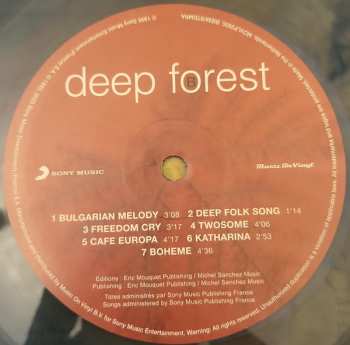 deep forest
B
SONY MUSIC
Music On Vinyl
1 BULGARIAN MELODY 3'08 2 DEEP FOLK SONG 1'14
3 FREEDOM CRY 3'17 4 TWOSOME 4'06
5 CAFE EUROPA 4'17 6 KATHARINA 2'53
7 BOHEME 4'36
Editions : Eric Mouquet Publishing / Michel Sanchez Music
Publishing : Eric Mouquet Publishing / Michel Sanchez Music
Titres administrés par Sony Music Publishing France
Songs administered by Sony Music Publishing France